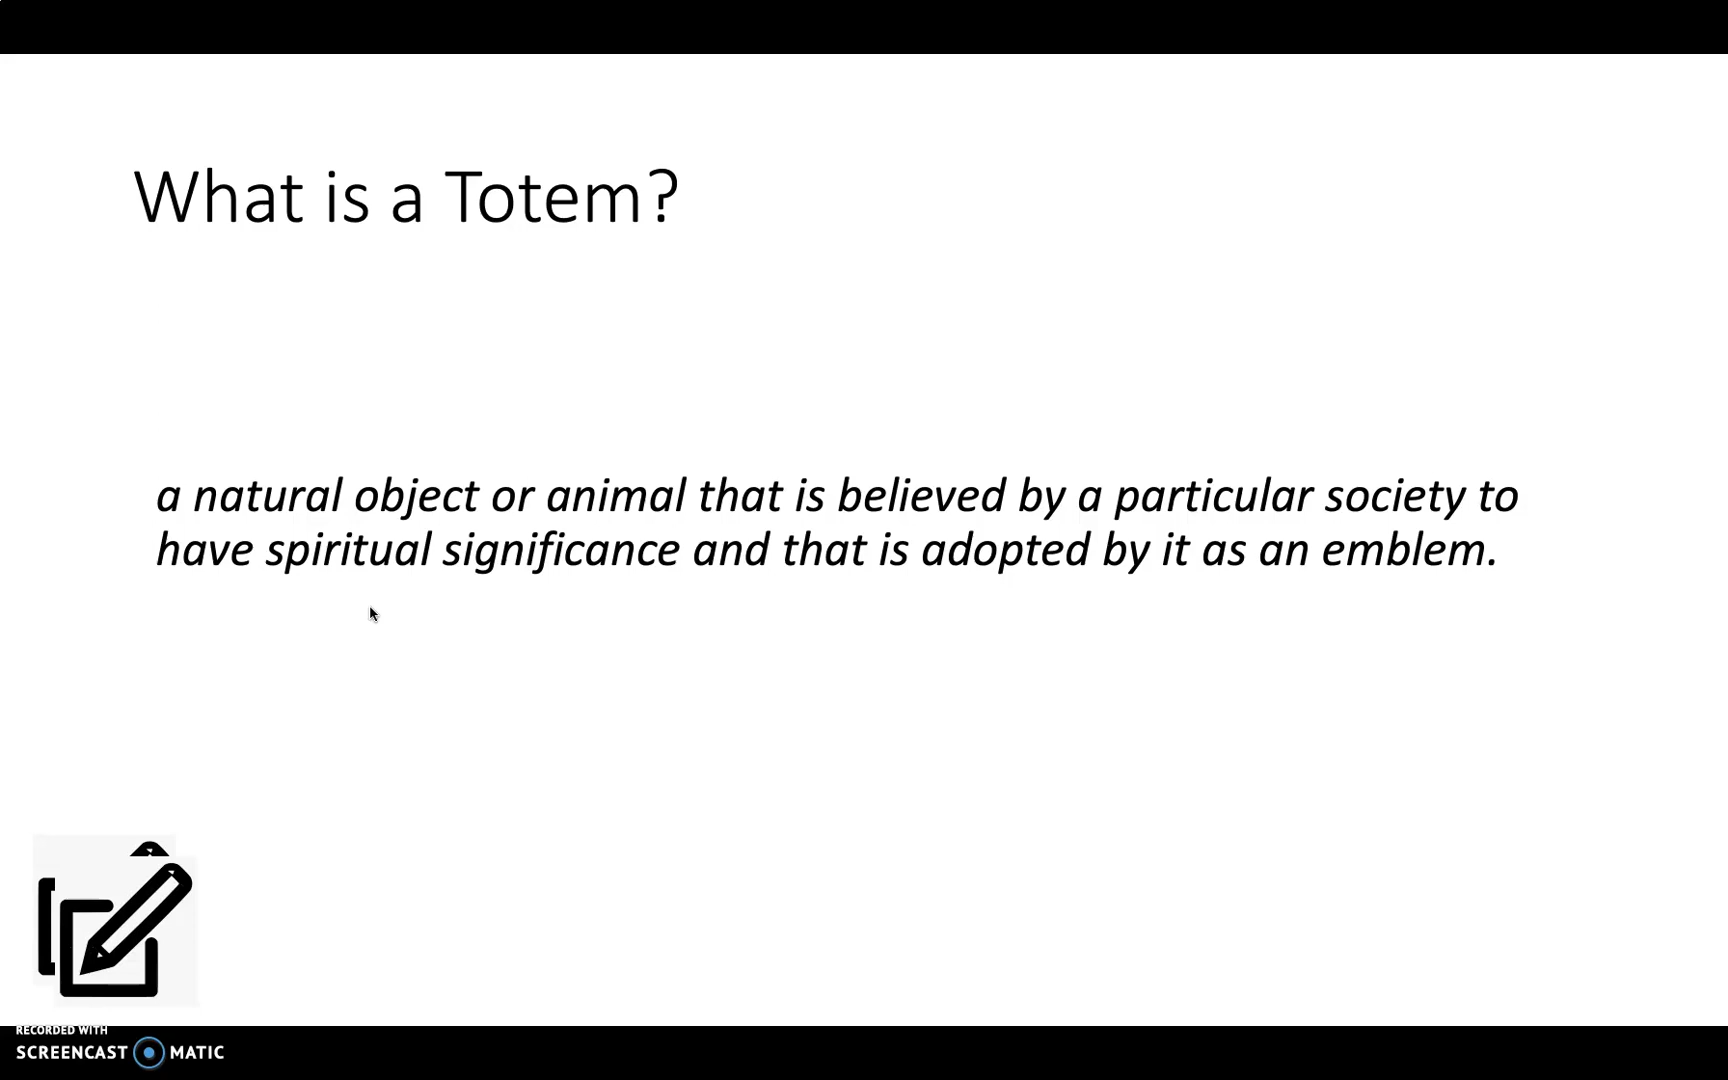 What is a Totem?
a natural object or animal that is believed by a particular society to
have spiritual significance and that is adopted by it as an emblem.
RECORDED WITH
SCREENCAST MATIC